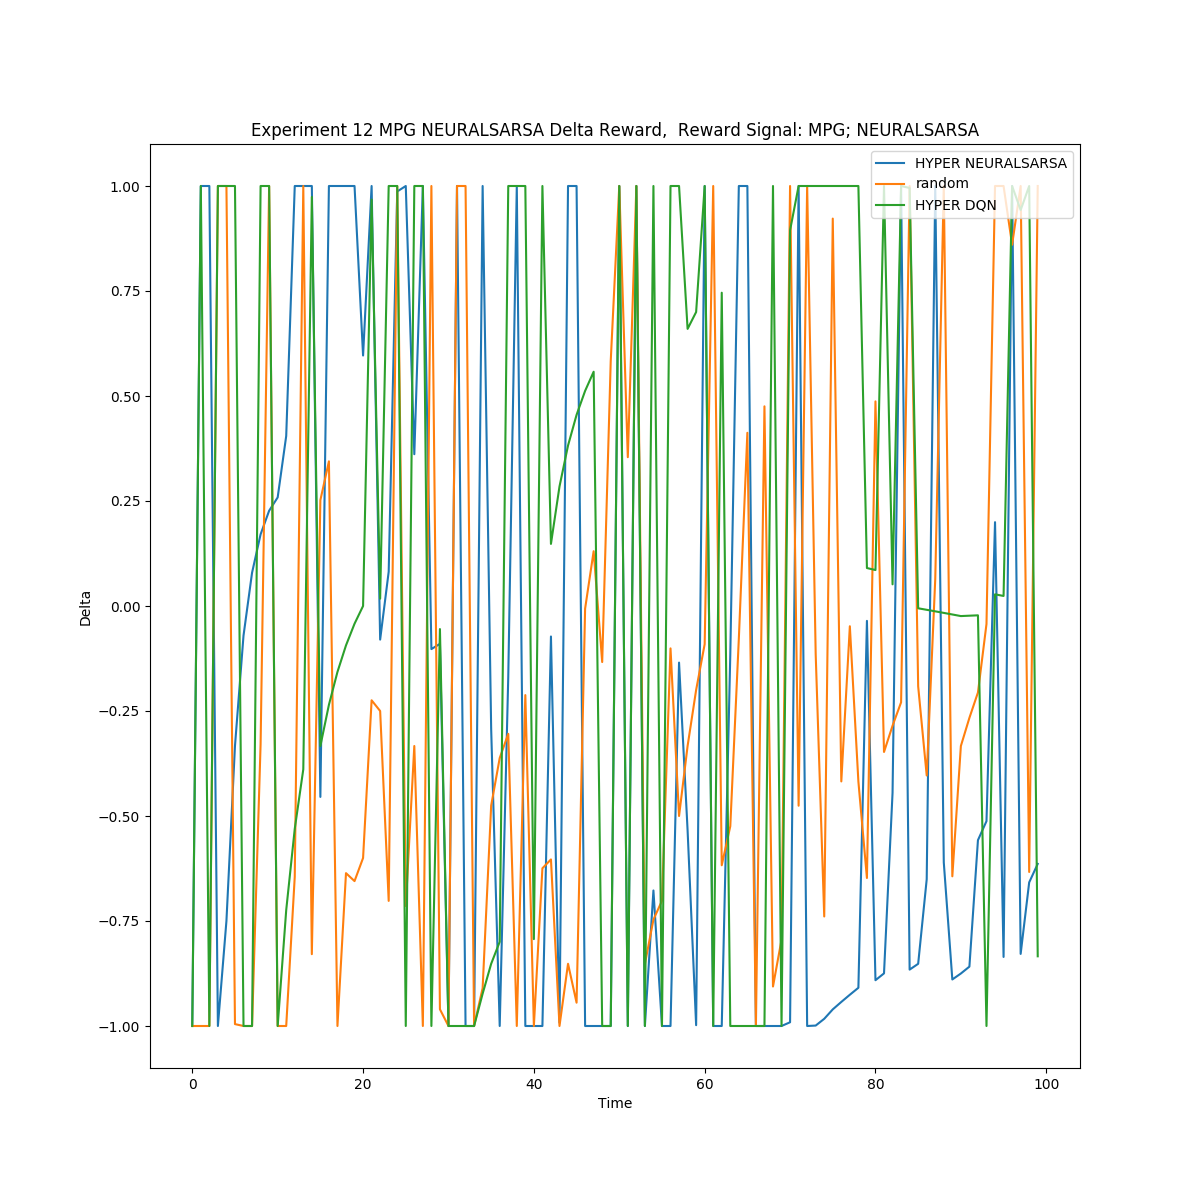 Experiment 12 MPG NEURALSARSA Delta Reward,  Reward Signal: MPG; NEURALSARSA
HYPER NEURALSARSA
random
HYPER DQN
1.00
0.75
0.50
0.25
0.00
−0.25
−0.50
−0.75
−1.00
Delta
0 20 40 60 80 100
Time